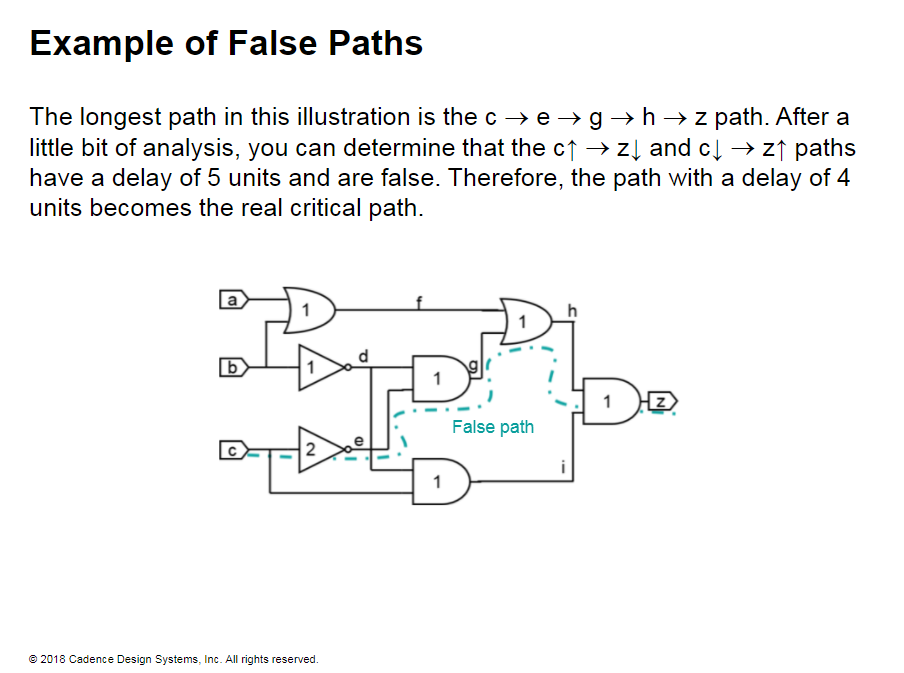 Example of False Paths
The longest path in this illustration is the c → e → g → h → z path. After a
little bit of analysis, you can determine that the c↑ → z↓ and c↓ → z↑ paths
have a delay of 5 units and are false. Therefore, the path with a delay of 4
units becomes the real critical path.
a
1
f
1
h
b
1
d
1
g
1
z
False path
c
2
e
1
i
© 2018 Cadence Design Systems, Inc. All rights reserved.